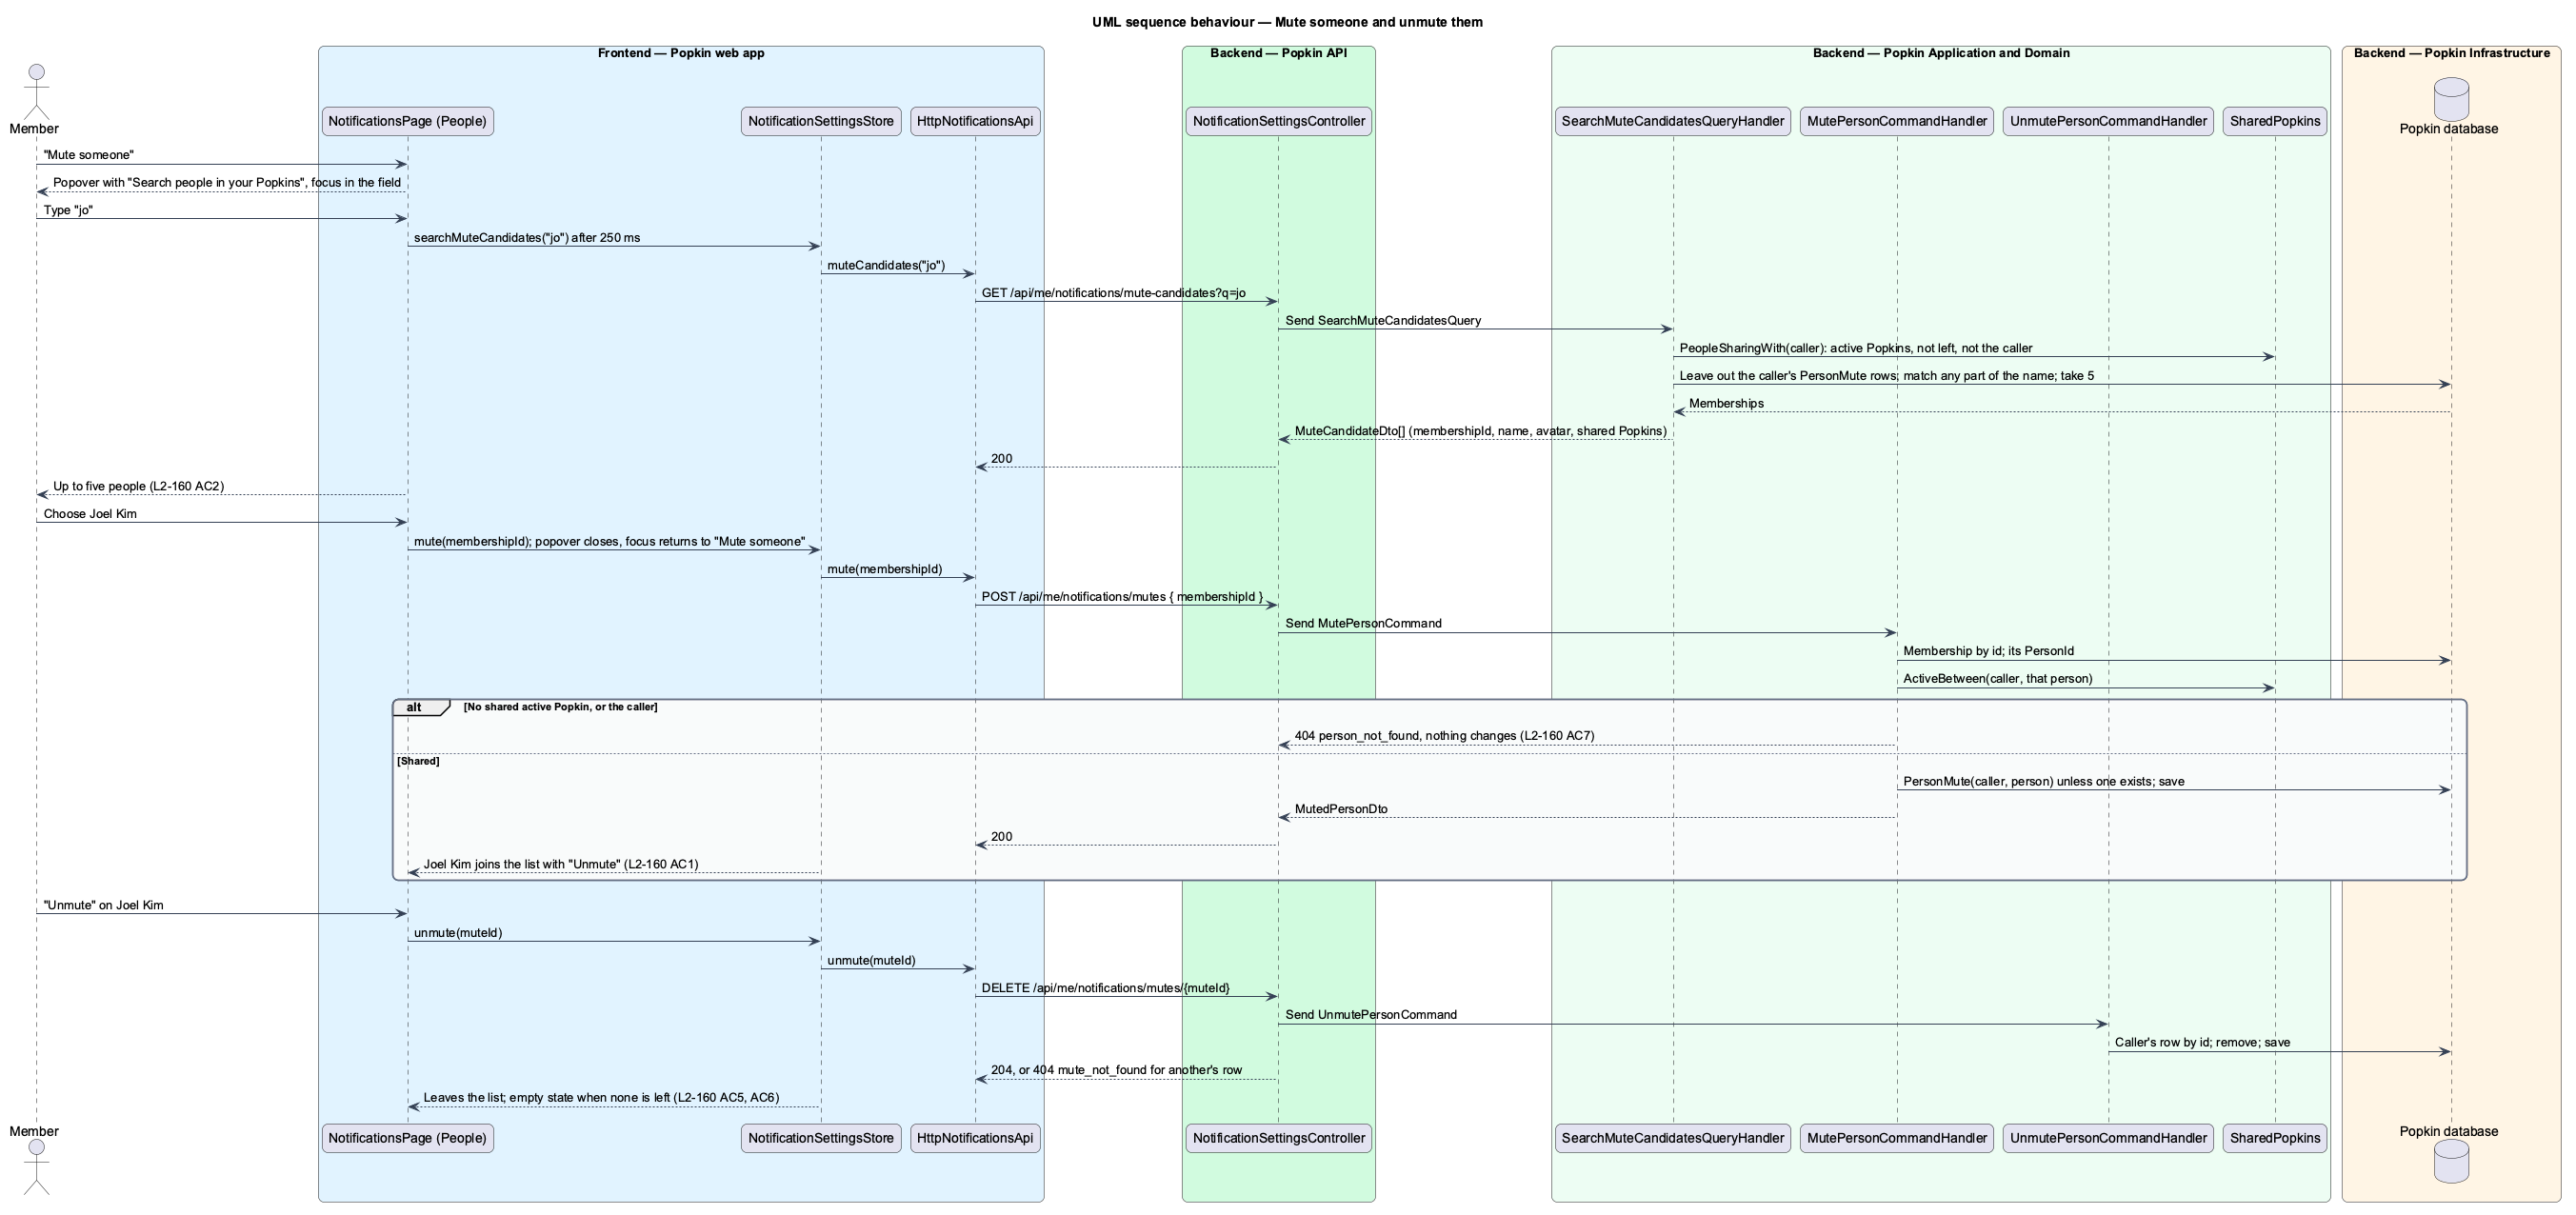 UML sequence behaviour — Mute someone and unmute them
Frontend — Popkin web app
Backend — Popkin API
Backend — Popkin Application and Domain
Backend — Popkin Infrastructure
Member
NotificationsPage (People)
NotificationSettingsStore
HttpNotificationsApi
NotificationSettingsController
SearchMuteCandidatesQueryHandler
MutePersonCommandHandler
UnmutePersonCommandHandler
SharedPopkins
Popkin database
"Mute someone"
Popover with "Search people in your Popkins", focus in the field
Type "jo"
searchMuteCandidates("jo") after 250 ms
muteCandidates("jo")
GET /api/me/notifications/mute-candidates?q=jo
Send SearchMuteCandidatesQuery
PeopleSharingWith(caller): active Popkins, not left, not the caller
Leave out the caller's PersonMute rows; match any part of the name; take 5
Memberships
MuteCandidateDto[] (membershipId, name, avatar, shared Popkins)
200
Up to five people (L2-160 AC2)
Choose Joel Kim
mute(membershipId); popover closes, focus returns to "Mute someone"
mute(membershipId)
POST /api/me/notifications/mutes { membershipId }
Send MutePersonCommand
Membership by id; its PersonId
ActiveBetween(caller, that person)
alt
[No shared active Popkin, or the caller]
404 person_not_found, nothing changes (L2-160 AC7)
[Shared]
PersonMute(caller, person) unless one exists; save
MutedPersonDto
200
Joel Kim joins the list with "Unmute" (L2-160 AC1)
"Unmute" on Joel Kim
unmute(muteId)
unmute(muteId)
DELETE /api/me/notifications/mutes/{muteId}
Send UnmutePersonCommand
Caller's row by id; remove; save
204, or 404 mute_not_found for another's row
Leaves the list; empty state when none is left (L2-160 AC5, AC6)
Member
NotificationsPage (People)
NotificationSettingsStore
HttpNotificationsApi
NotificationSettingsController
SearchMuteCandidatesQueryHandler
MutePersonCommandHandler
UnmutePersonCommandHandler
SharedPopkins
Popkin database